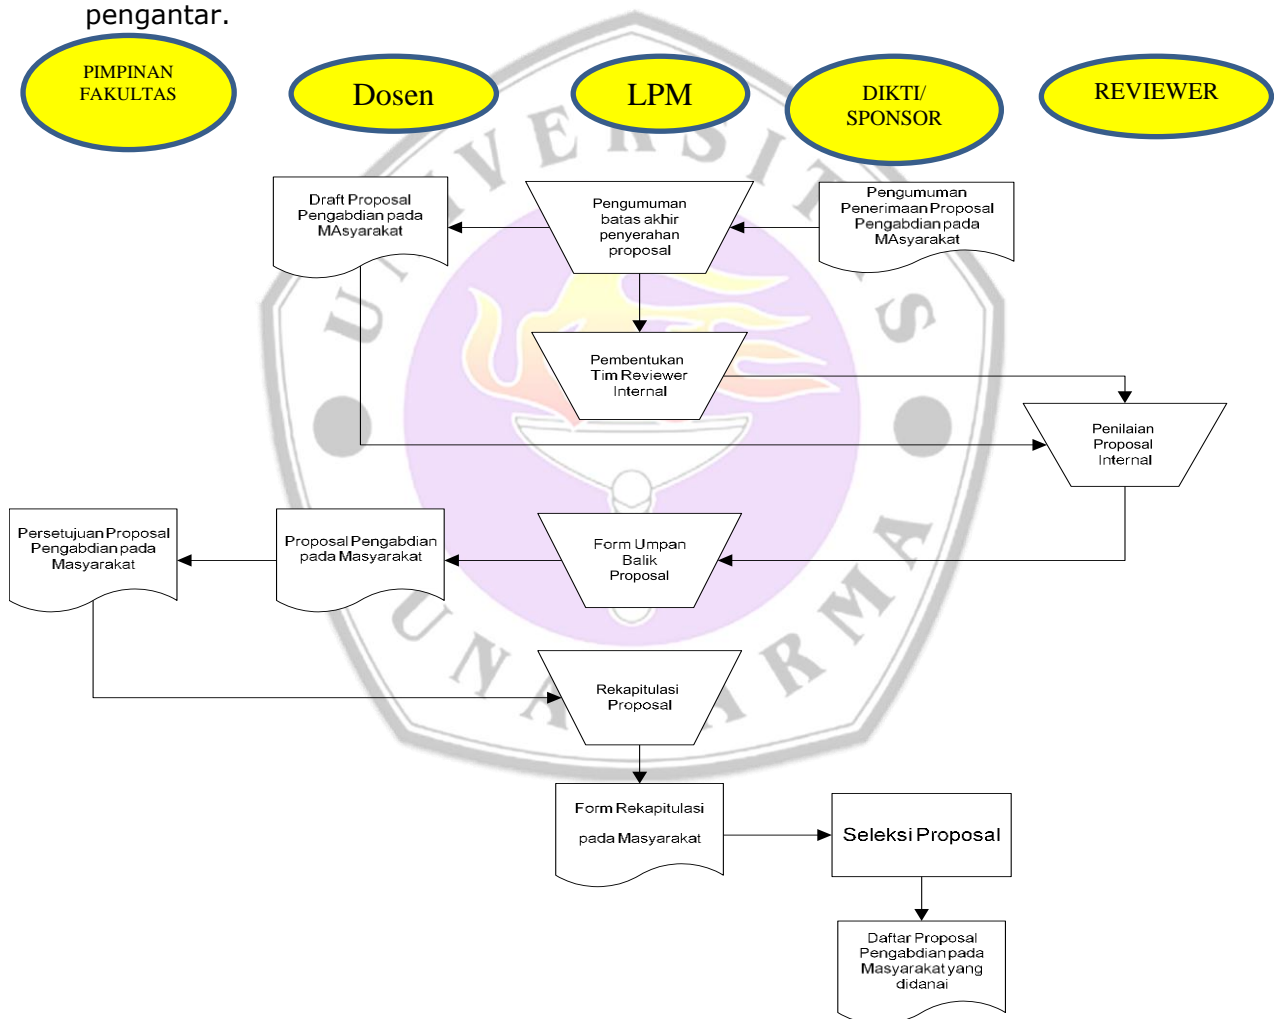 pengantar.
PIMPINAN
FAKULTAS
Dosen
LPM
DIKTI/
SPONSOR
REVIEWER
Draft Proposal
Pengabdian pada
MAsyarakat
Pengumuman
batas akhir
penyerahan
proposal
Pengumuman
Penerimaan Proposal
Pengabdian pada
MAsyarakat
Pembentukan
Tim Reviewer
Internal
Penilaian
Proposal
Internal
Persetujuan Proposal
Pengabdian pada
Masyarakat
Proposal Pengabdian
pada Masyarakat
Form Umpan
Balik
Proposal
Rekapitulasi
Proposal
Form Rekapitulasi
pada Masyarakat
Seleksi Proposal
Daftar Proposal
Pengabdian pada
Masyarakat yang
didanai